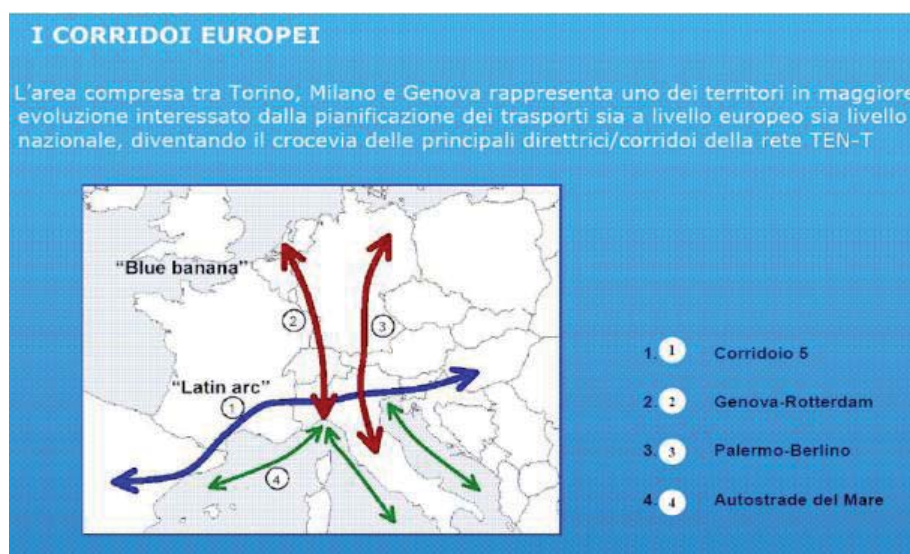 I CORRIDOI EUROPEI
L'area compresa tra Torino, Milano e Genova rappresenta uno dei territori in maggiore
evoluzione interessato dalla pianificazione dei trasporti sia a livello europeo sia livello
nazionale, diventando il crocevia delle principali direttrici/corridoi della rete TEN-T
"Blue banana"
2
3
"Latin arc"
1
4
1. 1 Corridoio 5
2. 2 Genova-Rotterdam
3. 3 Palermo-Berlino
4. 4 Autostrade del Mare